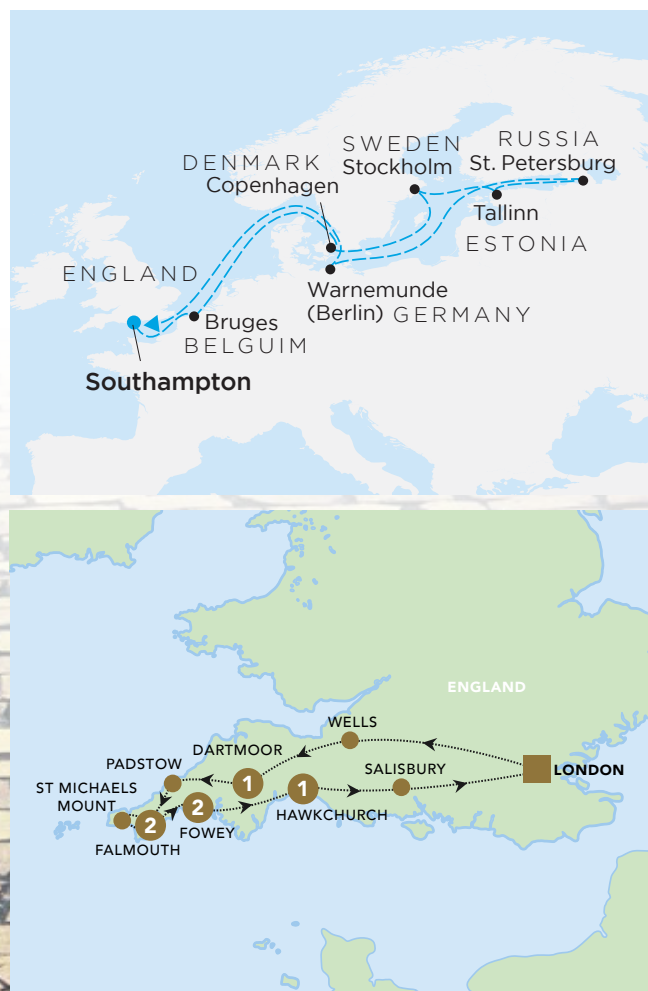 SWEDEN
RUSSIA
DENMARK
Stockholm
St. Petersburg
Copenhagen
Tallinn
ESTONIA
ENGLAND
Warnemunde
(Berlin) GERMANY
Bruges
BELGUIM
Southampton
ENGLAND
WELLS
DARTMOOR
PADSTOW
SALISBURY
LONDON
ST MICHAELS
MOUNT
1
1
HAWKCHURCH
2
2
FOWEY
FALMOUTH